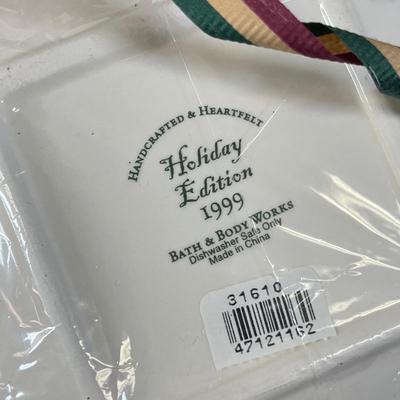 HANDCRAFTED & HEARTFELT
Holiday
Edition
1999
BATH & BODY WORKS
Dishwasher Safe Only
Made in China
31610
47121162